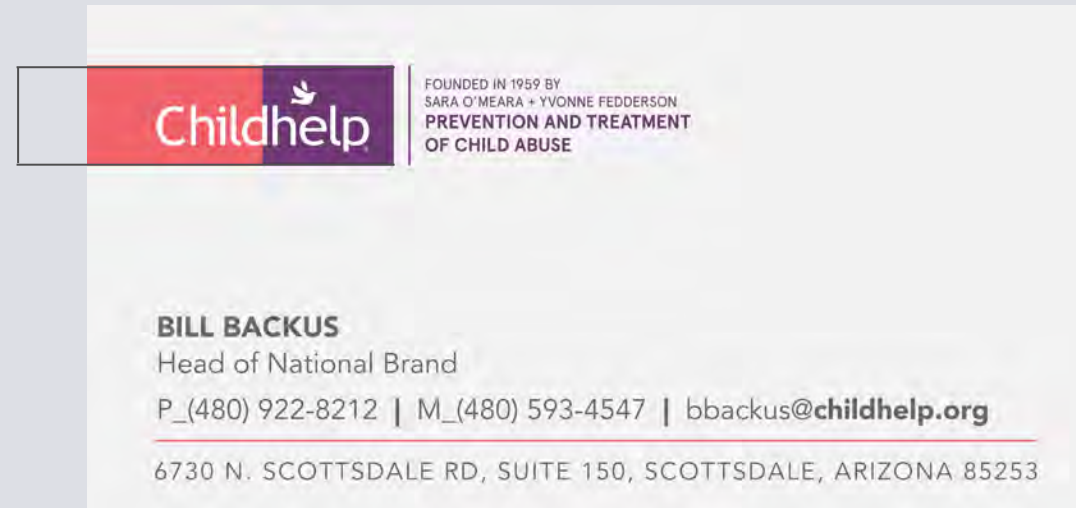 Childhelp
FOUNDED IN 1959 BY
SARA O'MEARA + YVONNE FEDDERSON
PREVENTION AND TREATMENT
OF CHILD ABUSE
BILL BACKUS
Head of National Brand
P_(480) 922-8212 | M_(480) 593-4547 | bbackus@childhelp.org
6730 N. SCOTTSDALE RD, SUITE 150, SCOTTSDALE, ARIZONA 85253